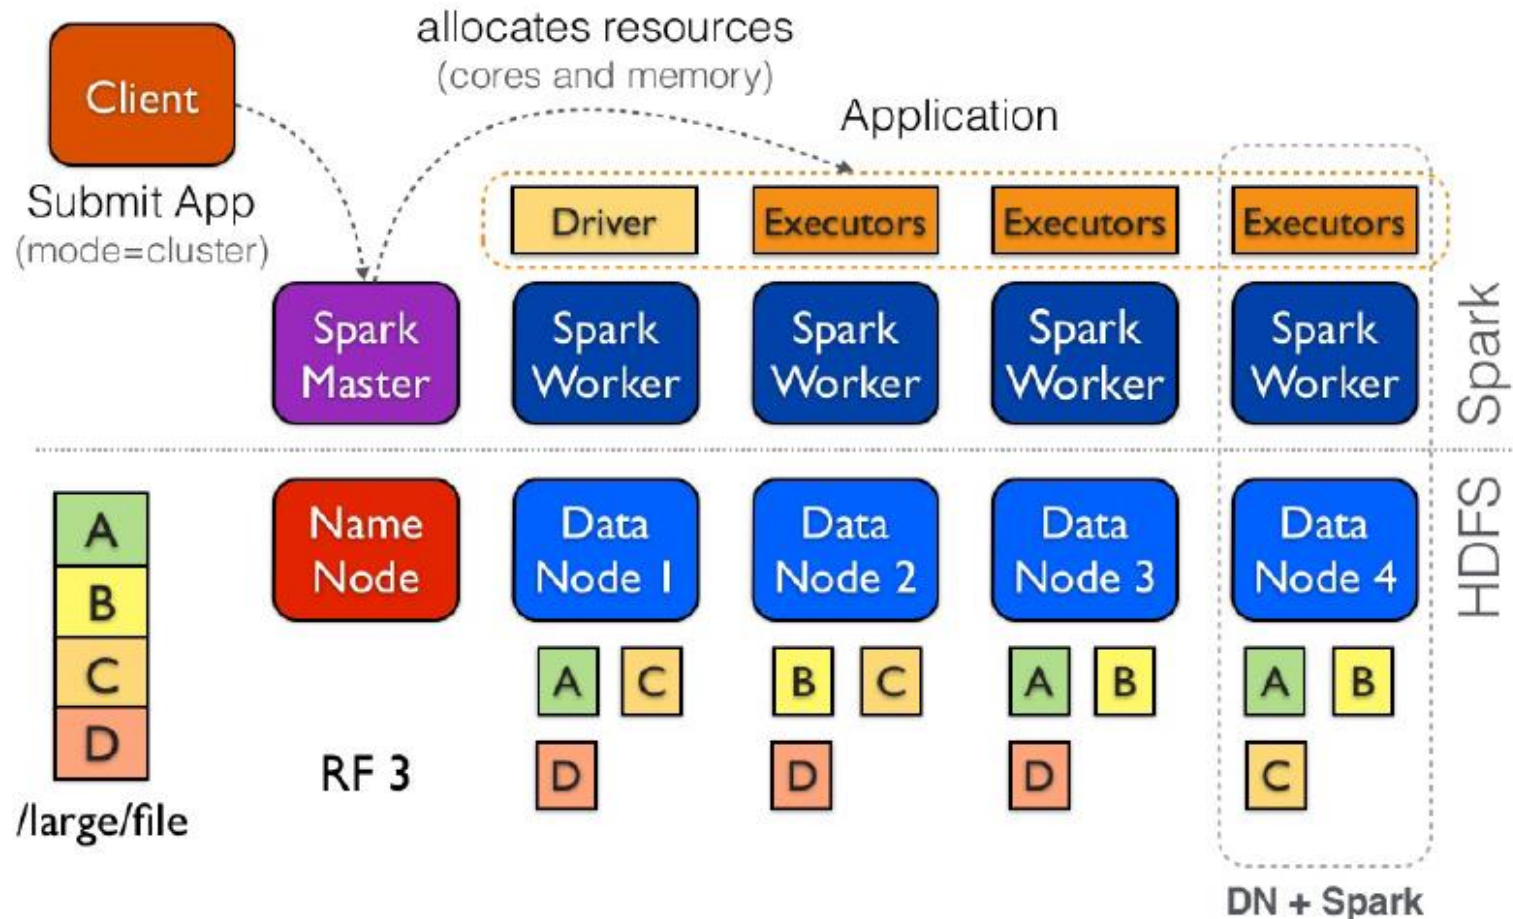 allocates resources
(cores and memory)
Client
Application
Submit App
(mode=cluster)
Driver
Executors
Executors
Executors
Spark
Master
Spark
Worker
Spark
Worker
Spark
Worker
Spark
Worker
Spark
A
B
C
D
/large/file
Name
Node
Data
Node 1
Data
Node 2
Data
Node 3
Data
Node 4
HDFS
A C
B C
A B
A B
RF 3
D
D
D
C
DN + Spark